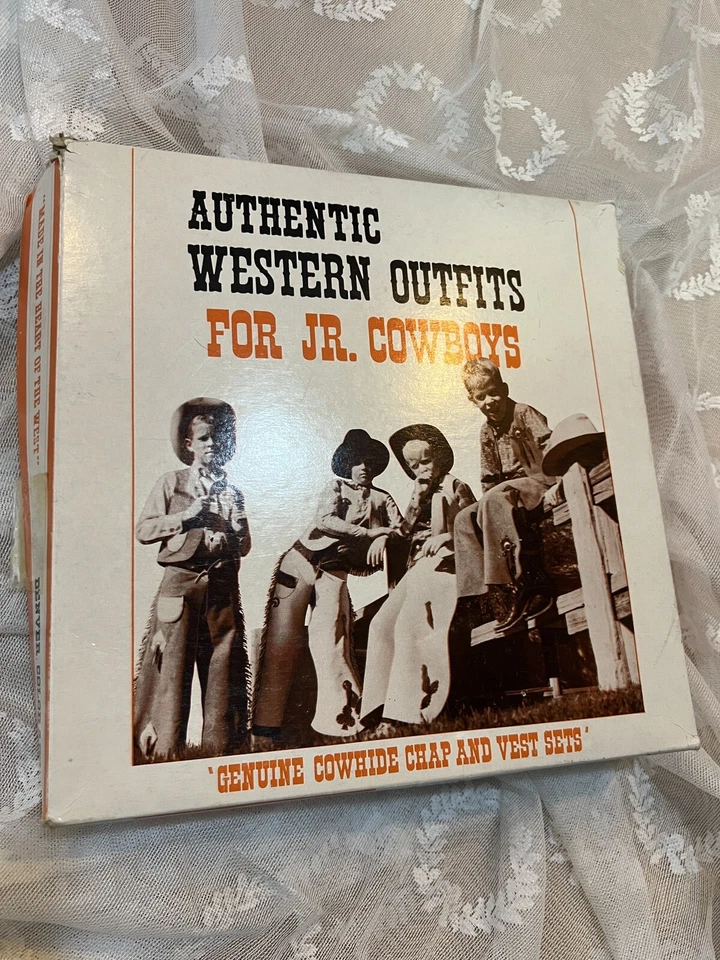 AUTHENTIC
WESTERN OUTFITS
FOR JR. COWBOYS
'GENUINE COWHIDE CHAP AND VEST SETS'
"MADE IN THE HEART OF THE WEST"
DENVER